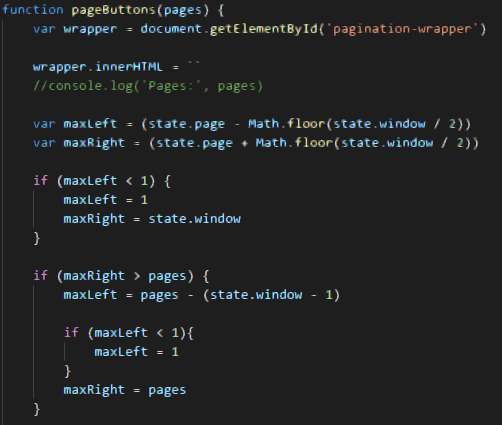 function pageButtons(pages) {
    var wrapper = document.getElementById('pagination-wrapper')
    wrapper.innerHTML = ``
    //console.log('Pages:', pages)
    var maxLeft = (state.page - Math.floor(state.window / 2))
    var maxRight = (state.page + Math.floor(state.window / 2))
    if (maxLeft < 1) {
        maxLeft = 1
        maxRight = state.window
    }
    if (maxRight > pages) {
        maxLeft = pages - (state.window - 1)
        if (maxLeft < 1){
            maxLeft = 1
        }
        maxRight = pages
    }